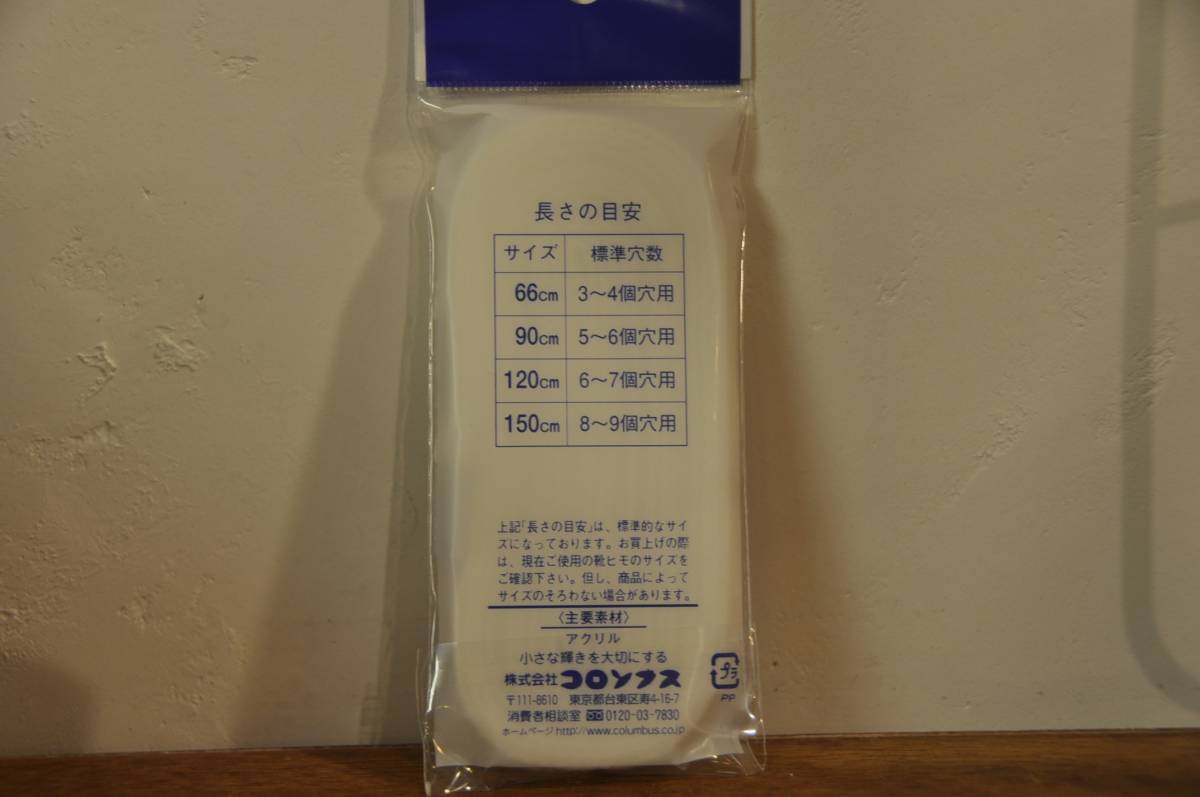 長さの目安
サイズ 標準穴数
66cm 3〜4個穴用
90cm 5〜6個穴用
120cm 6〜7個穴用
150cm 8〜9個穴用
上記「長さの目安」は、標準的なサイ
ズになっております。お買上げの際
は、現在ご使用の靴ヒモのサイズを
ご確認下さい。但し、商品によって
サイズのそろわない場合があります。
〈主要素材〉
アクリル
小さな輝きを大切にする
株式会社コロンブス
〒111-8610 東京都台東区寿4-16-7
消費者相談室 0120-03-7830
ホームページ http://www.columbus.co.jp
プラ
PP